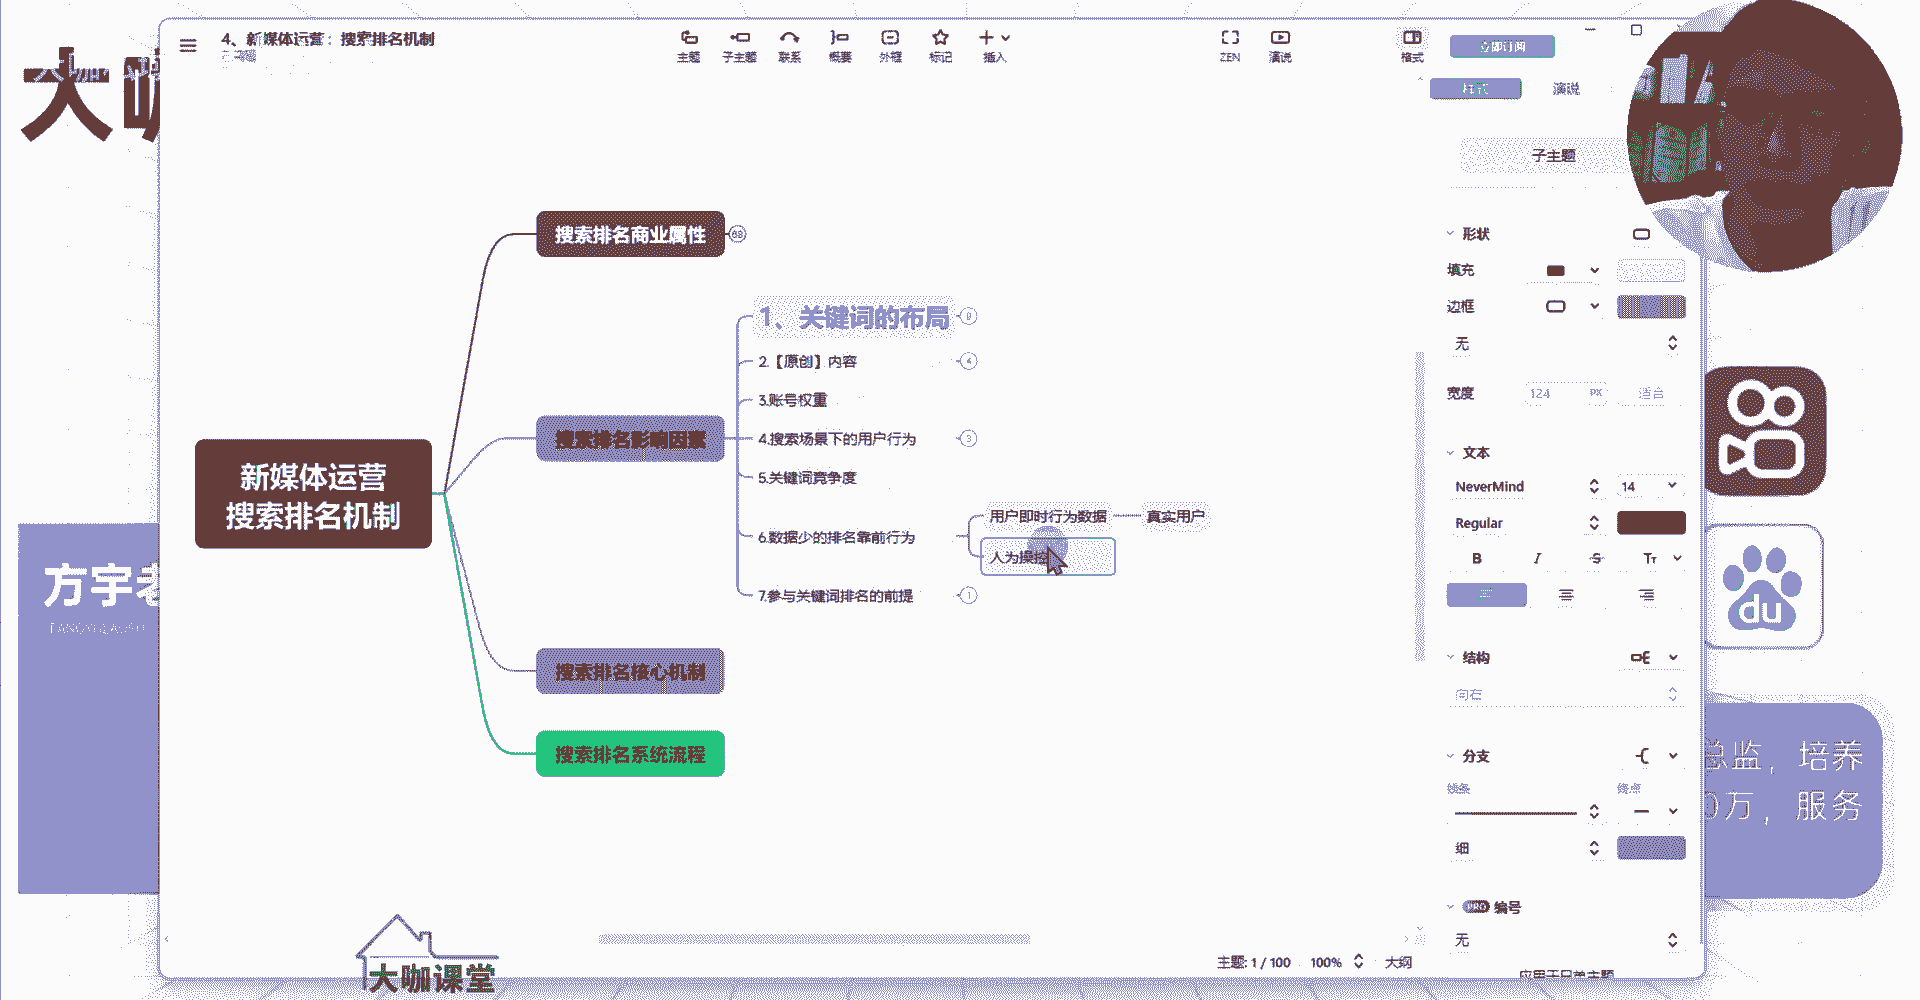 4、新媒体运营：搜索排名机制
主题
子主题
联系
概要
外框
标记
插入
ZEN
演说
格式
立即订阅
样式
演说
大咖
子主题
搜索排名商业属性
68
形状
填充
边框
无
宽度
124
PX
适合
1、关键词的布局
9
2.【原创】内容
4
3.账号权重
4.搜索场景下的用户行为
3
5.关键词竞争度
6.数据少的排名靠前行为
用户即时行为数据
真实用户
人为操控
7.参与关键词排名的前提
1
搜索排名影响因素
新媒体运营
搜索排名机制
搜索排名核心机制
搜索排名系统流程
文本
NeverMind
14
Regular
B
I
S
Tт
结构
向右
分支
线条
终点
细
PRO 编号
无
应用于兄弟主题
方宇老
FANGYULAOSHI
du
总监，培养
0万，服务
主题: 1 / 100
100%
大纲
大咖课堂